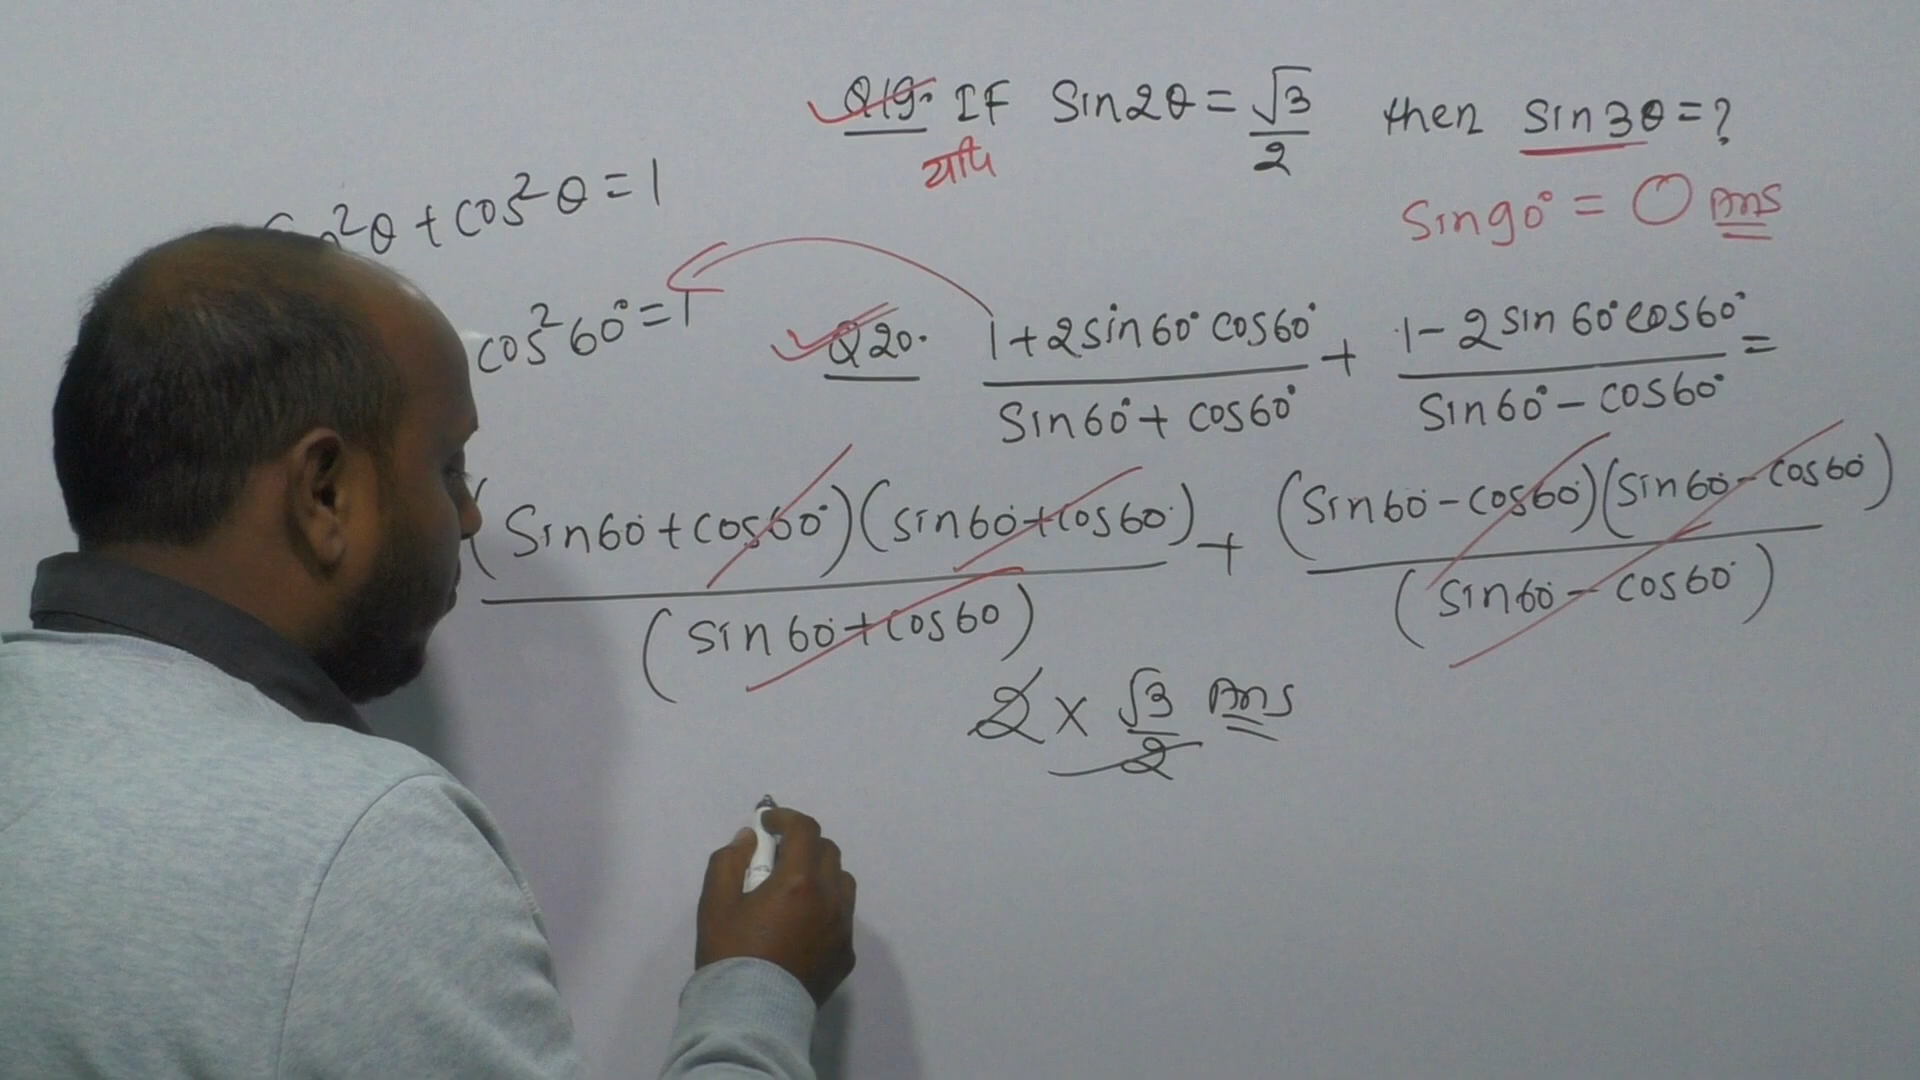 Q19. IF Sin2θ = √3/2 then sin3θ = ?
यदि
Sin90° = 0 Ans
²θ + cos²θ = 1
cos²60° = 1
Q20. 1+2sin60° cos60° / Sin60° + cos60° + 1-2sin60° cos60° / Sin60° - cos60° =
(Sin60° + cos60°)(sin60° + cos60°) / (sin60° + cos60) + (Sin60° - cos60°)(sin60° - cos60°) / (sin60° - cos60°)
2 × √3/2 Ans